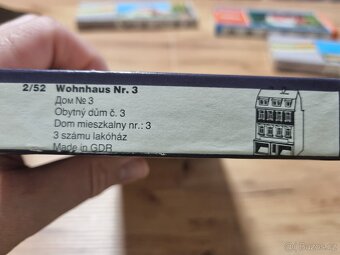 2/52 Wohnhaus Nr. 3
Дом № 3
Obytný dům č. 3
Dom mieszkalny nr.: 3
3 számu lakóház
Made in GDR